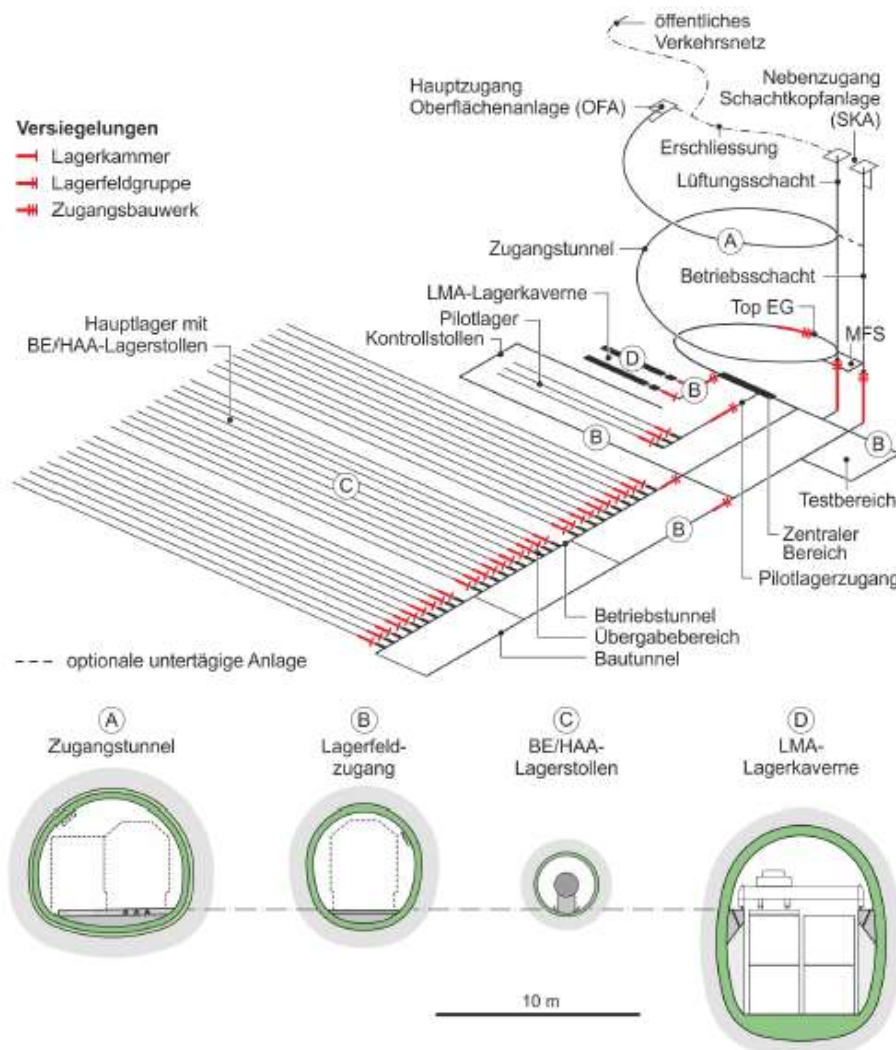 öffentliches
Verkehrsnetz
Hauptzugang
Oberflächenanlage (OFA)
Nebenzugang
Schachtkopfanlage
(SKA)
Versiegelungen
Lagerkammer
Lagerfeldgruppe
Zugangsbauwerk
Erschliessung
Lüftungsschacht
A
Zugangstunnel
Betriebsschacht
LMA-Lagerkaverne
Top EG
Hauptlager mit
BE/HAA-Lagerstollen
Pilotlager
Kontrollstollen
MFS
D
B
B
B
C
Testbereich
B
Zentraler
Bereich
Pilotlagerzugang
Betriebstunnel
Übergabebereich
Bautunnel
optionale untertägige Anlage
A
Zugangstunnel
B
Lagerfeld-
zugang
C
BE/HAA-
Lagerstollen
D
LMA-
Lagerkaverne
10 m